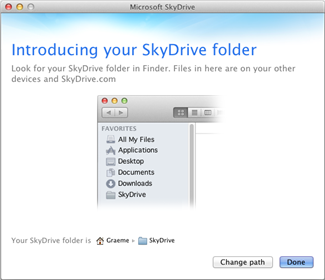 Microsoft SkyDrive
Introducing your SkyDrive folder
Look for your SkyDrive folder in Finder. Files in here are on your other
devices and SkyDrive.com
FAVORITES
All My Files
Applications
Desktop
Documents
Downloads
SkyDrive
Your SkyDrive folder is Graeme ▸ SkyDrive
Change path Done